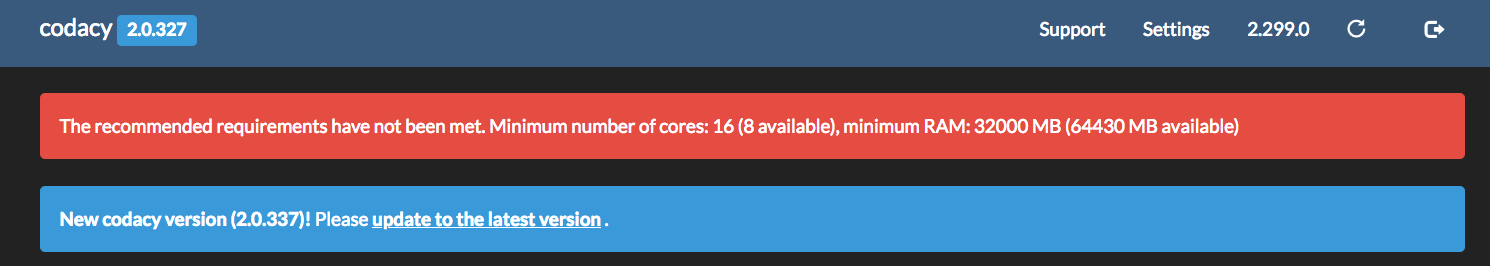 codacy 2.0.327 Support Settings 2.299.0
The recommended requirements have not been met. Minimum number of cores: 16 (8 available), minimum RAM: 32000 MB (64430 MB available)
New codacy version (2.0.337)! Please update to the latest version .